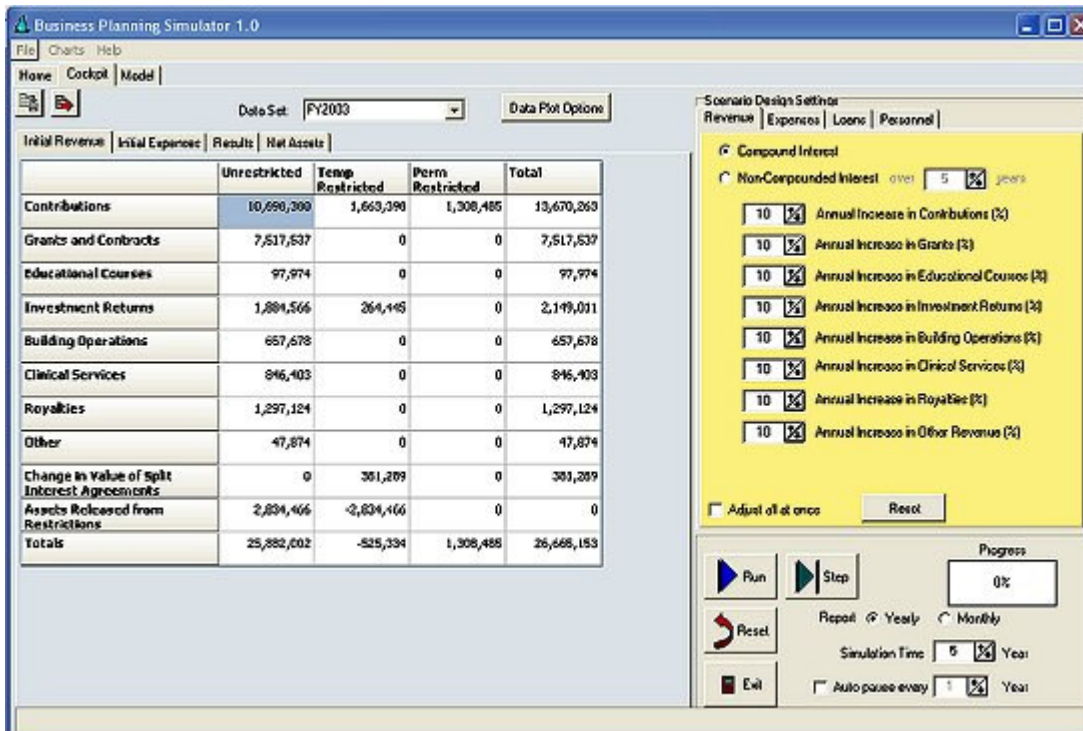 Business Planning Simulator 1.0
File Charts Help
Home Cockpit Model
Data Set FY2003 Data Plot Options
Initial Revenue Initial Expenses Results Net Assets
Unrestricted Temp Restricted Perm Restricted Total
Contributions 10,698,380 1,663,398 1,308,485 13,670,263
Grants and Contracts 7,517,537 0 0 7,517,537
Educational Courses 97,974 0 0 97,974
Investment Returns 1,884,566 264,445 0 2,149,011
Building Operations 657,678 0 0 657,678
Clinical Services 846,403 0 0 846,403
Royalties 1,297,124 0 0 1,297,124
Other 47,874 0 0 47,874
Change in Value of Split Interest Agreements 0 381,289 0 381,289
Assets Released from Restrictions 2,834,466 -2,834,466 0 0
Totals 25,882,002 -525,334 1,308,485 26,665,153
Scenario Design Settings
Revenue Expenses Loans Personnel
Compound Interest
Non-Compounded Interest over 5 years
10 Annual Increase in Contributions (%)
10 Annual Increase in Grants (%)
10 Annual Increase in Educational Courses (%)
10 Annual Increase in Investment Returns (%)
10 Annual Increase in Building Operations (%)
10 Annual Increase in Clinical Services (%)
10 Annual Increase in Royalties (%)
10 Annual Increase in Other Revenue (%)
Adjust all at once Reset
Run Step Progress
0%
Report Yearly Monthly
Reset
Simulation Time 5 Year
Exit Auto pause every 1 Year